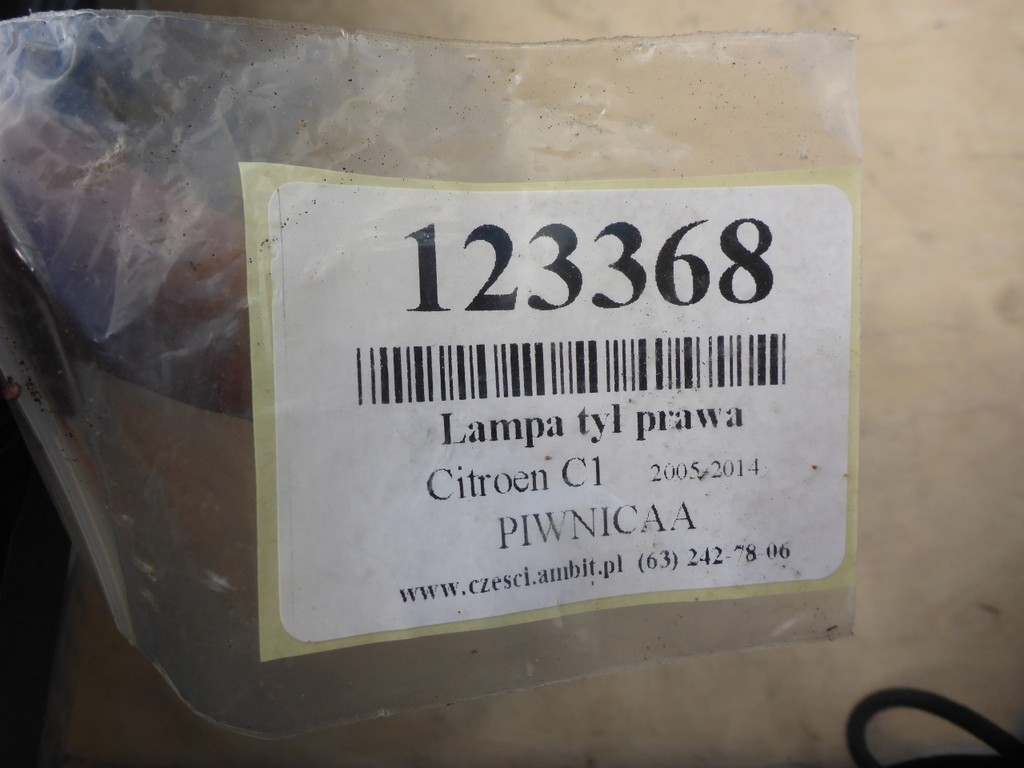 123368
Lampa tyl prawa
Citroen C1 2005-2014
PIWNICAA
www.czesci.ambit.pl (63) 242-78-06